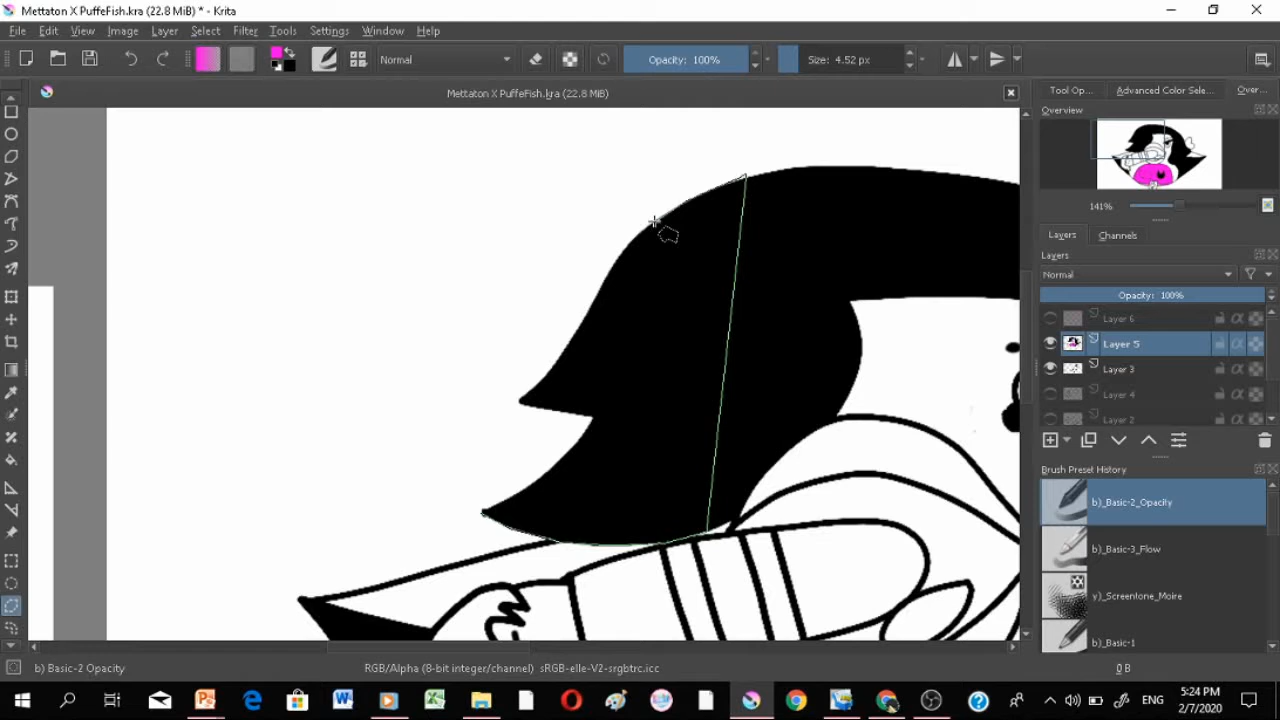 Mettaton X PuffeFish.kra (22.8 MiB) * - Krita
File Edit View Image Layer Select Filter Tools Settings Window Help
Normal
Opacity: 100%
Size: 4.52 px
Mettaton X PuffeFish.kra (22.8 MiB)
Tool Op... Advanced Color Sele... Over...
Overview
141%
Layers Channels
Layers
Normal
Opacity: 100%
Layer 6
Layer 5
Layer 3
Layer 4
Layer 2
Brush Preset History
b)_Basic-2_Opacity
b)_Basic-3_Flow
y)_Screentone_Moire
b)_Basic-1
b) Basic-2 Opacity
RGB/Alpha (8-bit integer/channel) sRGB-elle-V2-srgbtrc.icc
0 B
ENG
5:24 PM
2/7/2020